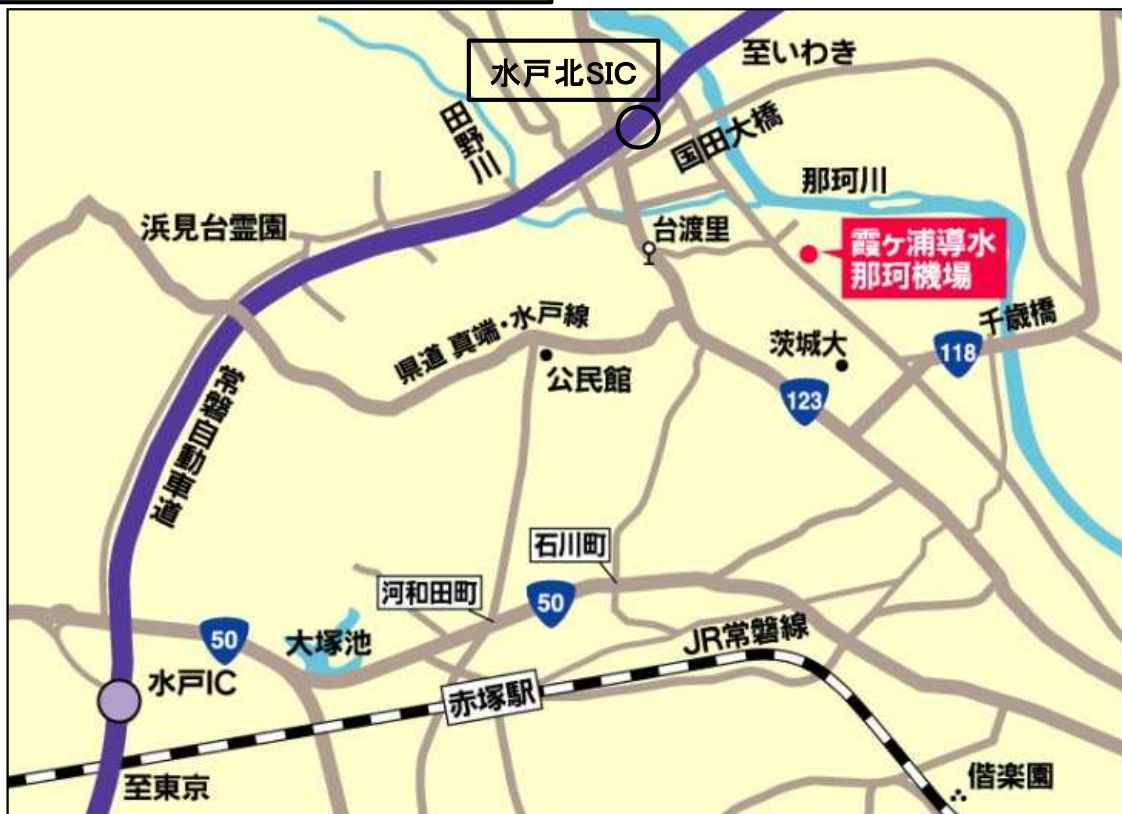 水戸北SIC
至いわき
田野川
国田大橋
那珂川
浜見台霊園
台渡里
霞ヶ浦導水
那珂機場
千歳橋
県道 真端・水戸線
茨城大
118
公民館
123
常磐自動車道
石川町
河和田町
50
50
大塚池
JR常磐線
水戸IC
赤塚駅
至東京
偕楽園